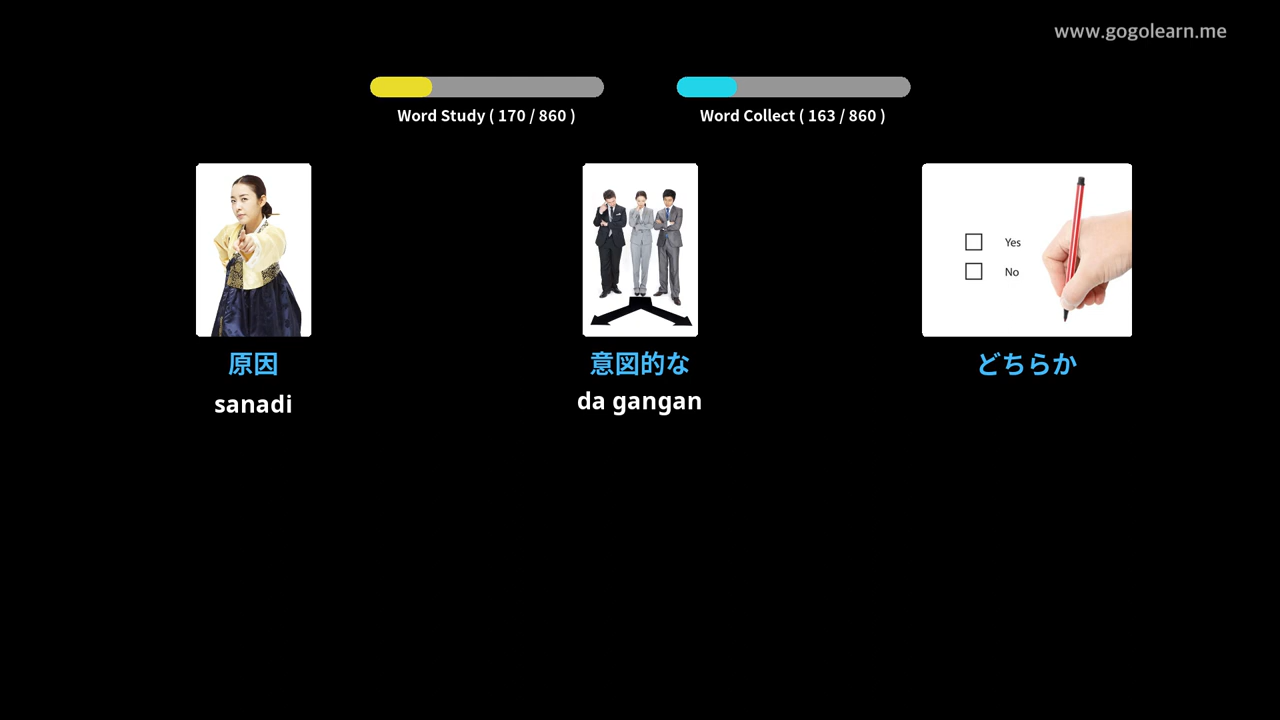 www.gogolearn.me
Word Study ( 170 / 860 )
Word Collect ( 163 / 860 )
Yes
No
原因
意図的な
どちらか
sanadi
da gangan